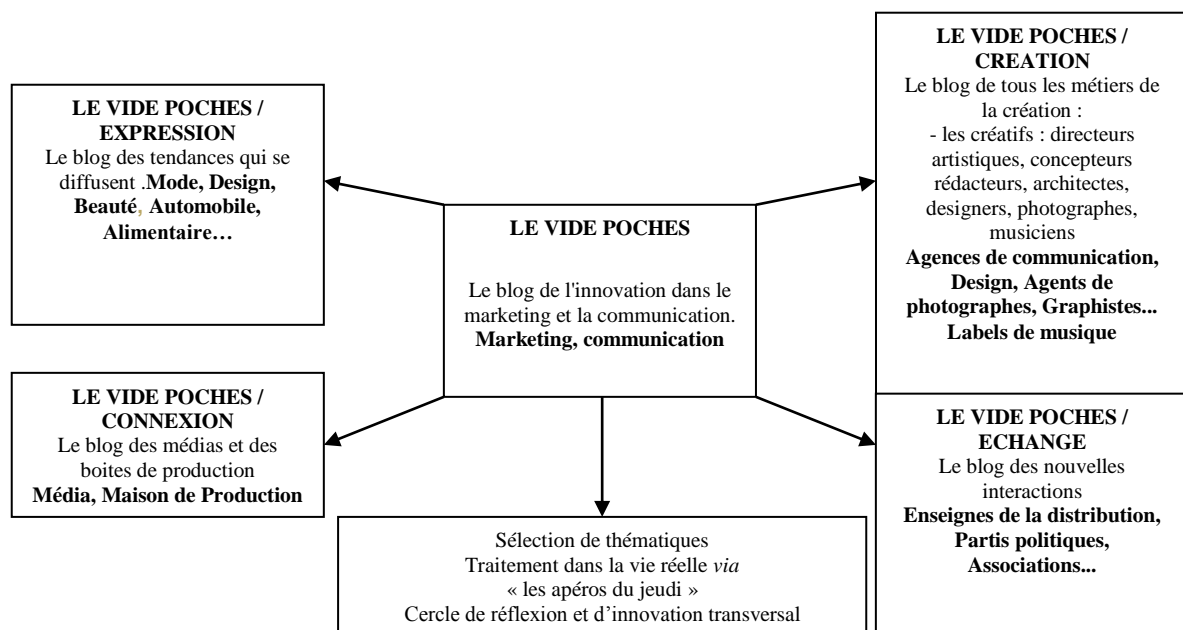 LE VIDE POCHES /
EXPRESSION
Le blog des tendances qui se
diffusent .Mode, Design,
Beauté, Automobile,
Alimentaire…
LE VIDE POCHES /
CREATION
Le blog de tous les métiers de
la création :
- les créatifs : directeurs
artistiques, concepteurs
rédacteurs, architectes,
designers, photographes,
musiciens
Agences de communication,
Design, Agents de
photographes, Graphistes...
Labels de musique
LE VIDE POCHES
Le blog de l'innovation dans le
marketing et la communication.
Marketing, communication
LE VIDE POCHES /
CONNEXION
Le blog des médias et des
boites de production
Média, Maison de Production
LE VIDE POCHES /
ECHANGE
Le blog des nouvelles
interactions
Enseignes de la distribution,
Partis politiques,
Associations...
Sélection de thématiques
Traitement dans la vie réelle via
« les apéros du jeudi »
Cercle de réflexion et d’innovation transversal